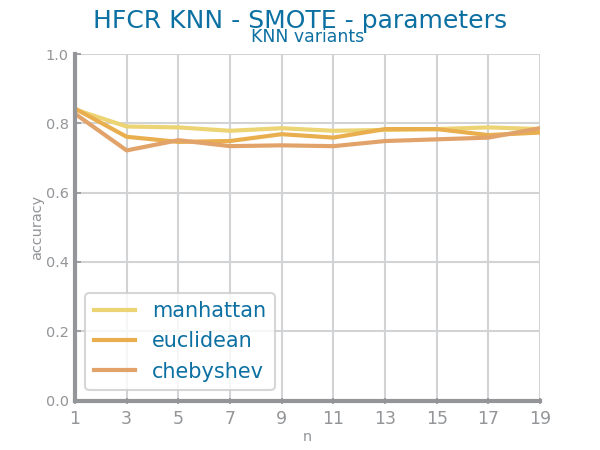 HFCR KNN - SMOTE - parameters
KNN variants
1.0
0.8
0.6
0.4
0.2
0.0
accuracy
manhattan
euclidean
chebyshev
1 3 5 7 9 11 13 15 17 19
n